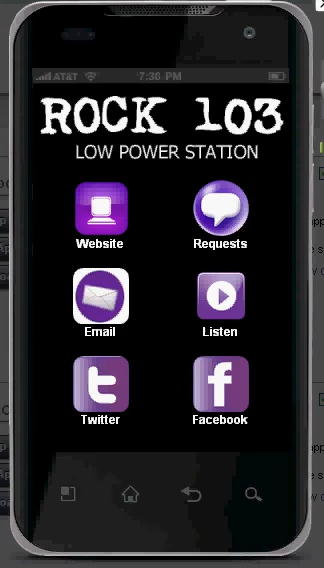 AT&T 7:36 PM
ROCK 103
LOW POWER STATION
Website Requests
Email Listen
Twitter Facebook